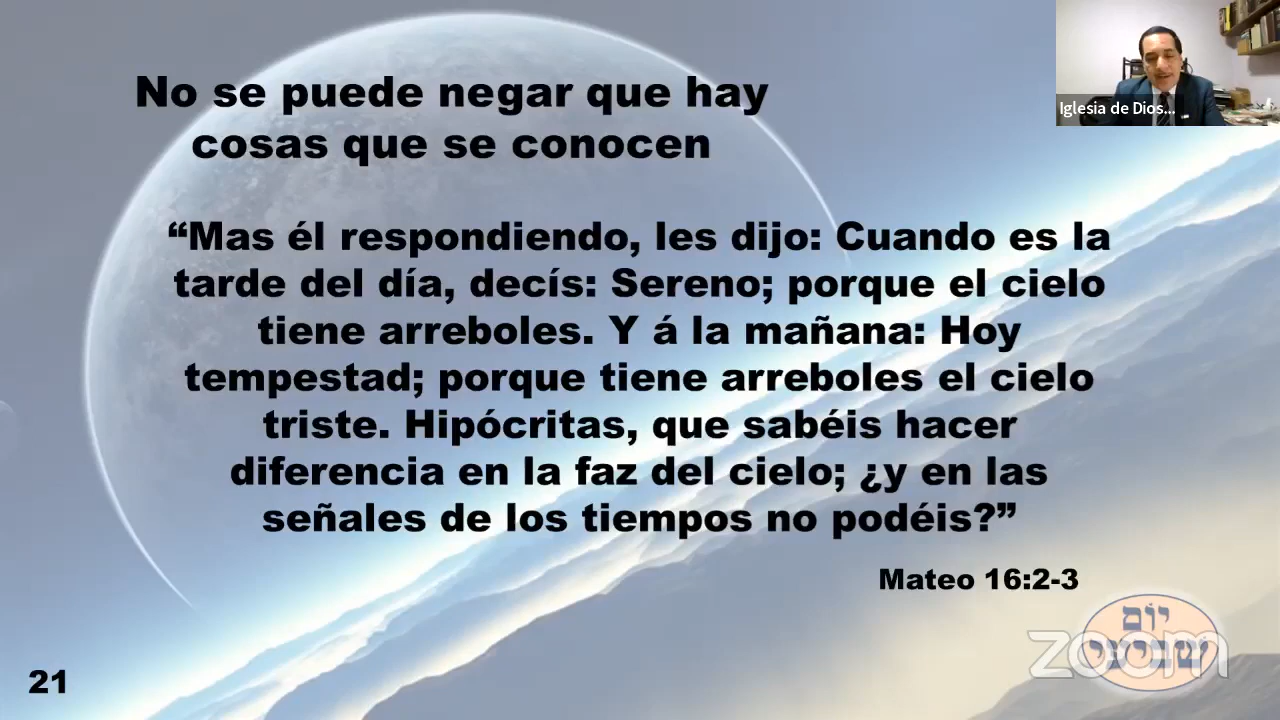 No se puede negar que hay
cosas que se conocen
Iglesia de Dios...
“Mas él respondiendo, les dijo: Cuando es la
tarde del día, decís: Sereno; porque el cielo
tiene arreboles. Y á la mañana: Hoy
tempestad; porque tiene arreboles el cielo
triste. Hipócritas, que sabéis hacer
diferencia en la faz del cielo; ¿y en las
señales de los tiempos no podéis?”
Mateo 16:2-3
יוֹם
שביעי
zoom
21